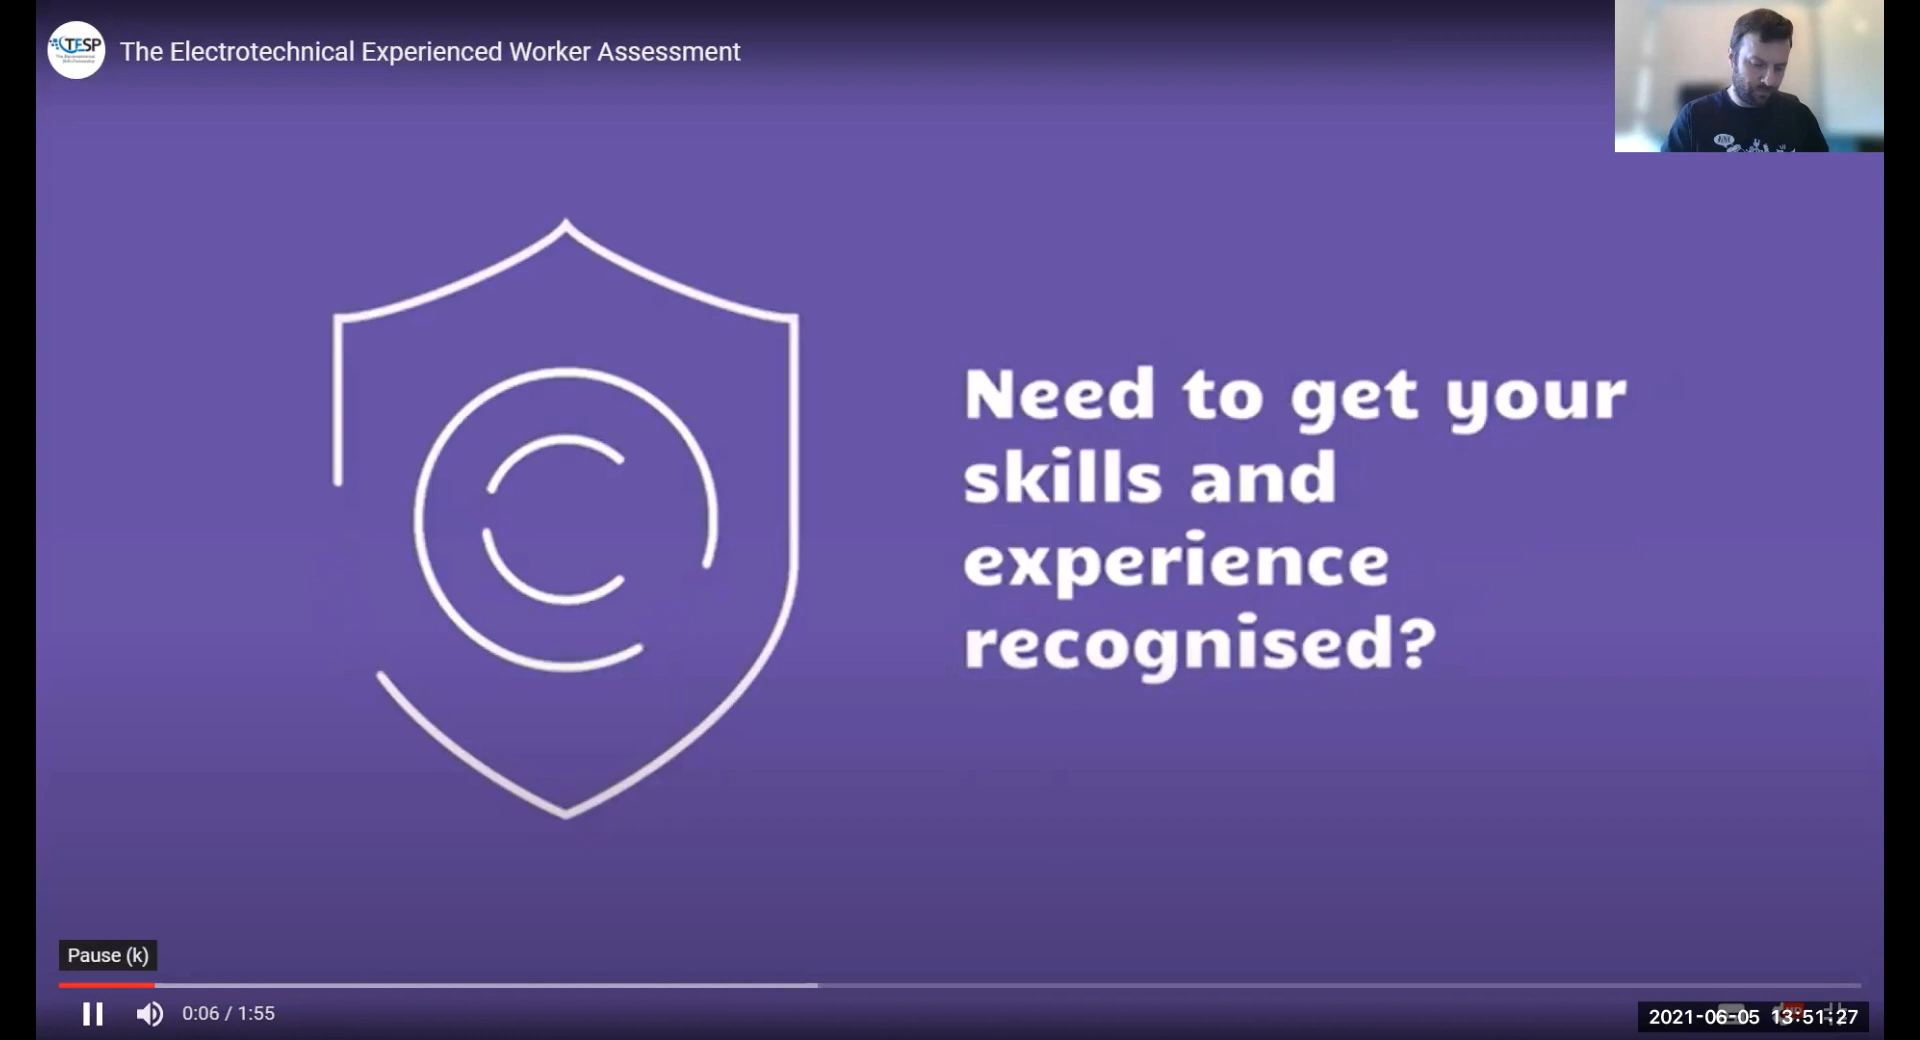 TESP
The Electrotechnical Experienced Worker Assessment
Need to get your
skills and
experience
recognised?
Pause (k)
0:06 / 1:55
2021-06-05 13:51:27